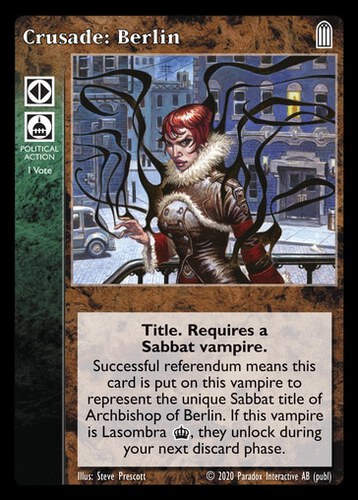 Crusade: Berlin
POLITICAL
ACTION
1 Vote
Title. Requires a
Sabbat vampire.
Successful referendum means this
card is put on this vampire to
represent the unique Sabbat title of
Archbishop of Berlin. If this vampire
is Lasombra, they unlock during
your next discard phase.
Illus: Steve Prescott © 2020 Paradox Interactive AB (publ)